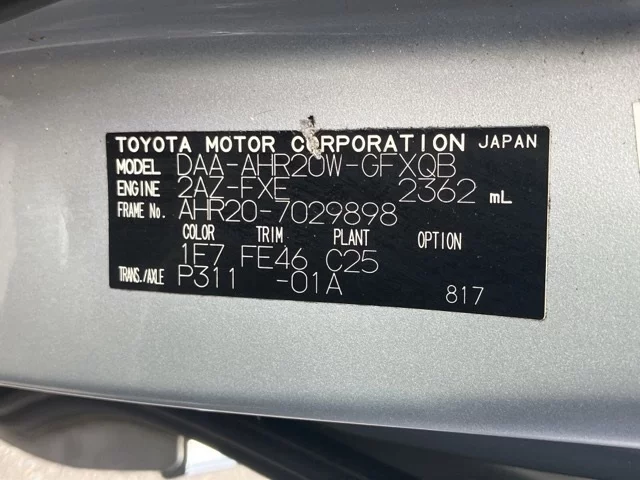 TOYOTA MOTOR CORPORATION JAPAN
MODEL DAA-AHR20W-GFXQB
ENGINE 2AZ-FXE 2362 mL
FRAME No. AHR20-7029898
COLOR TRIM PLANT OPTION
1F7 FE46 C25
TRANS./AXLE P311 -01A
817